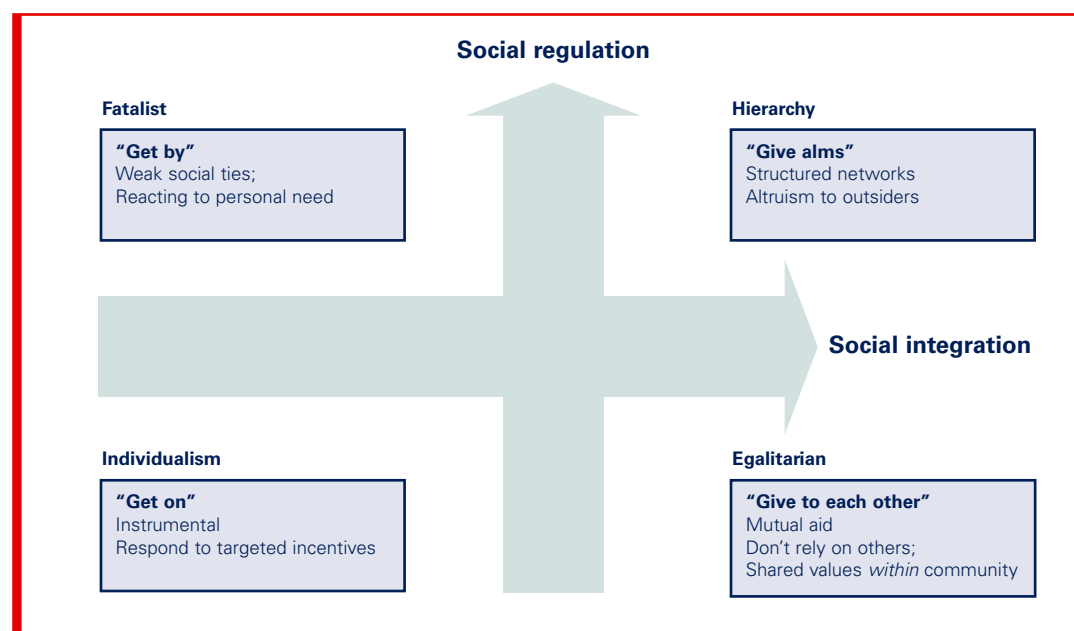 Social regulation
Fatalist
“Get by”
Weak social ties;
Reacting to personal need
Hierarchy
“Give alms”
Structured networks
Altruism to outsiders
Social integration
Individualism
“Get on”
Instrumental
Respond to targeted incentives
Egalitarian
“Give to each other”
Mutual aid
Don’t rely on others;
Shared values within community